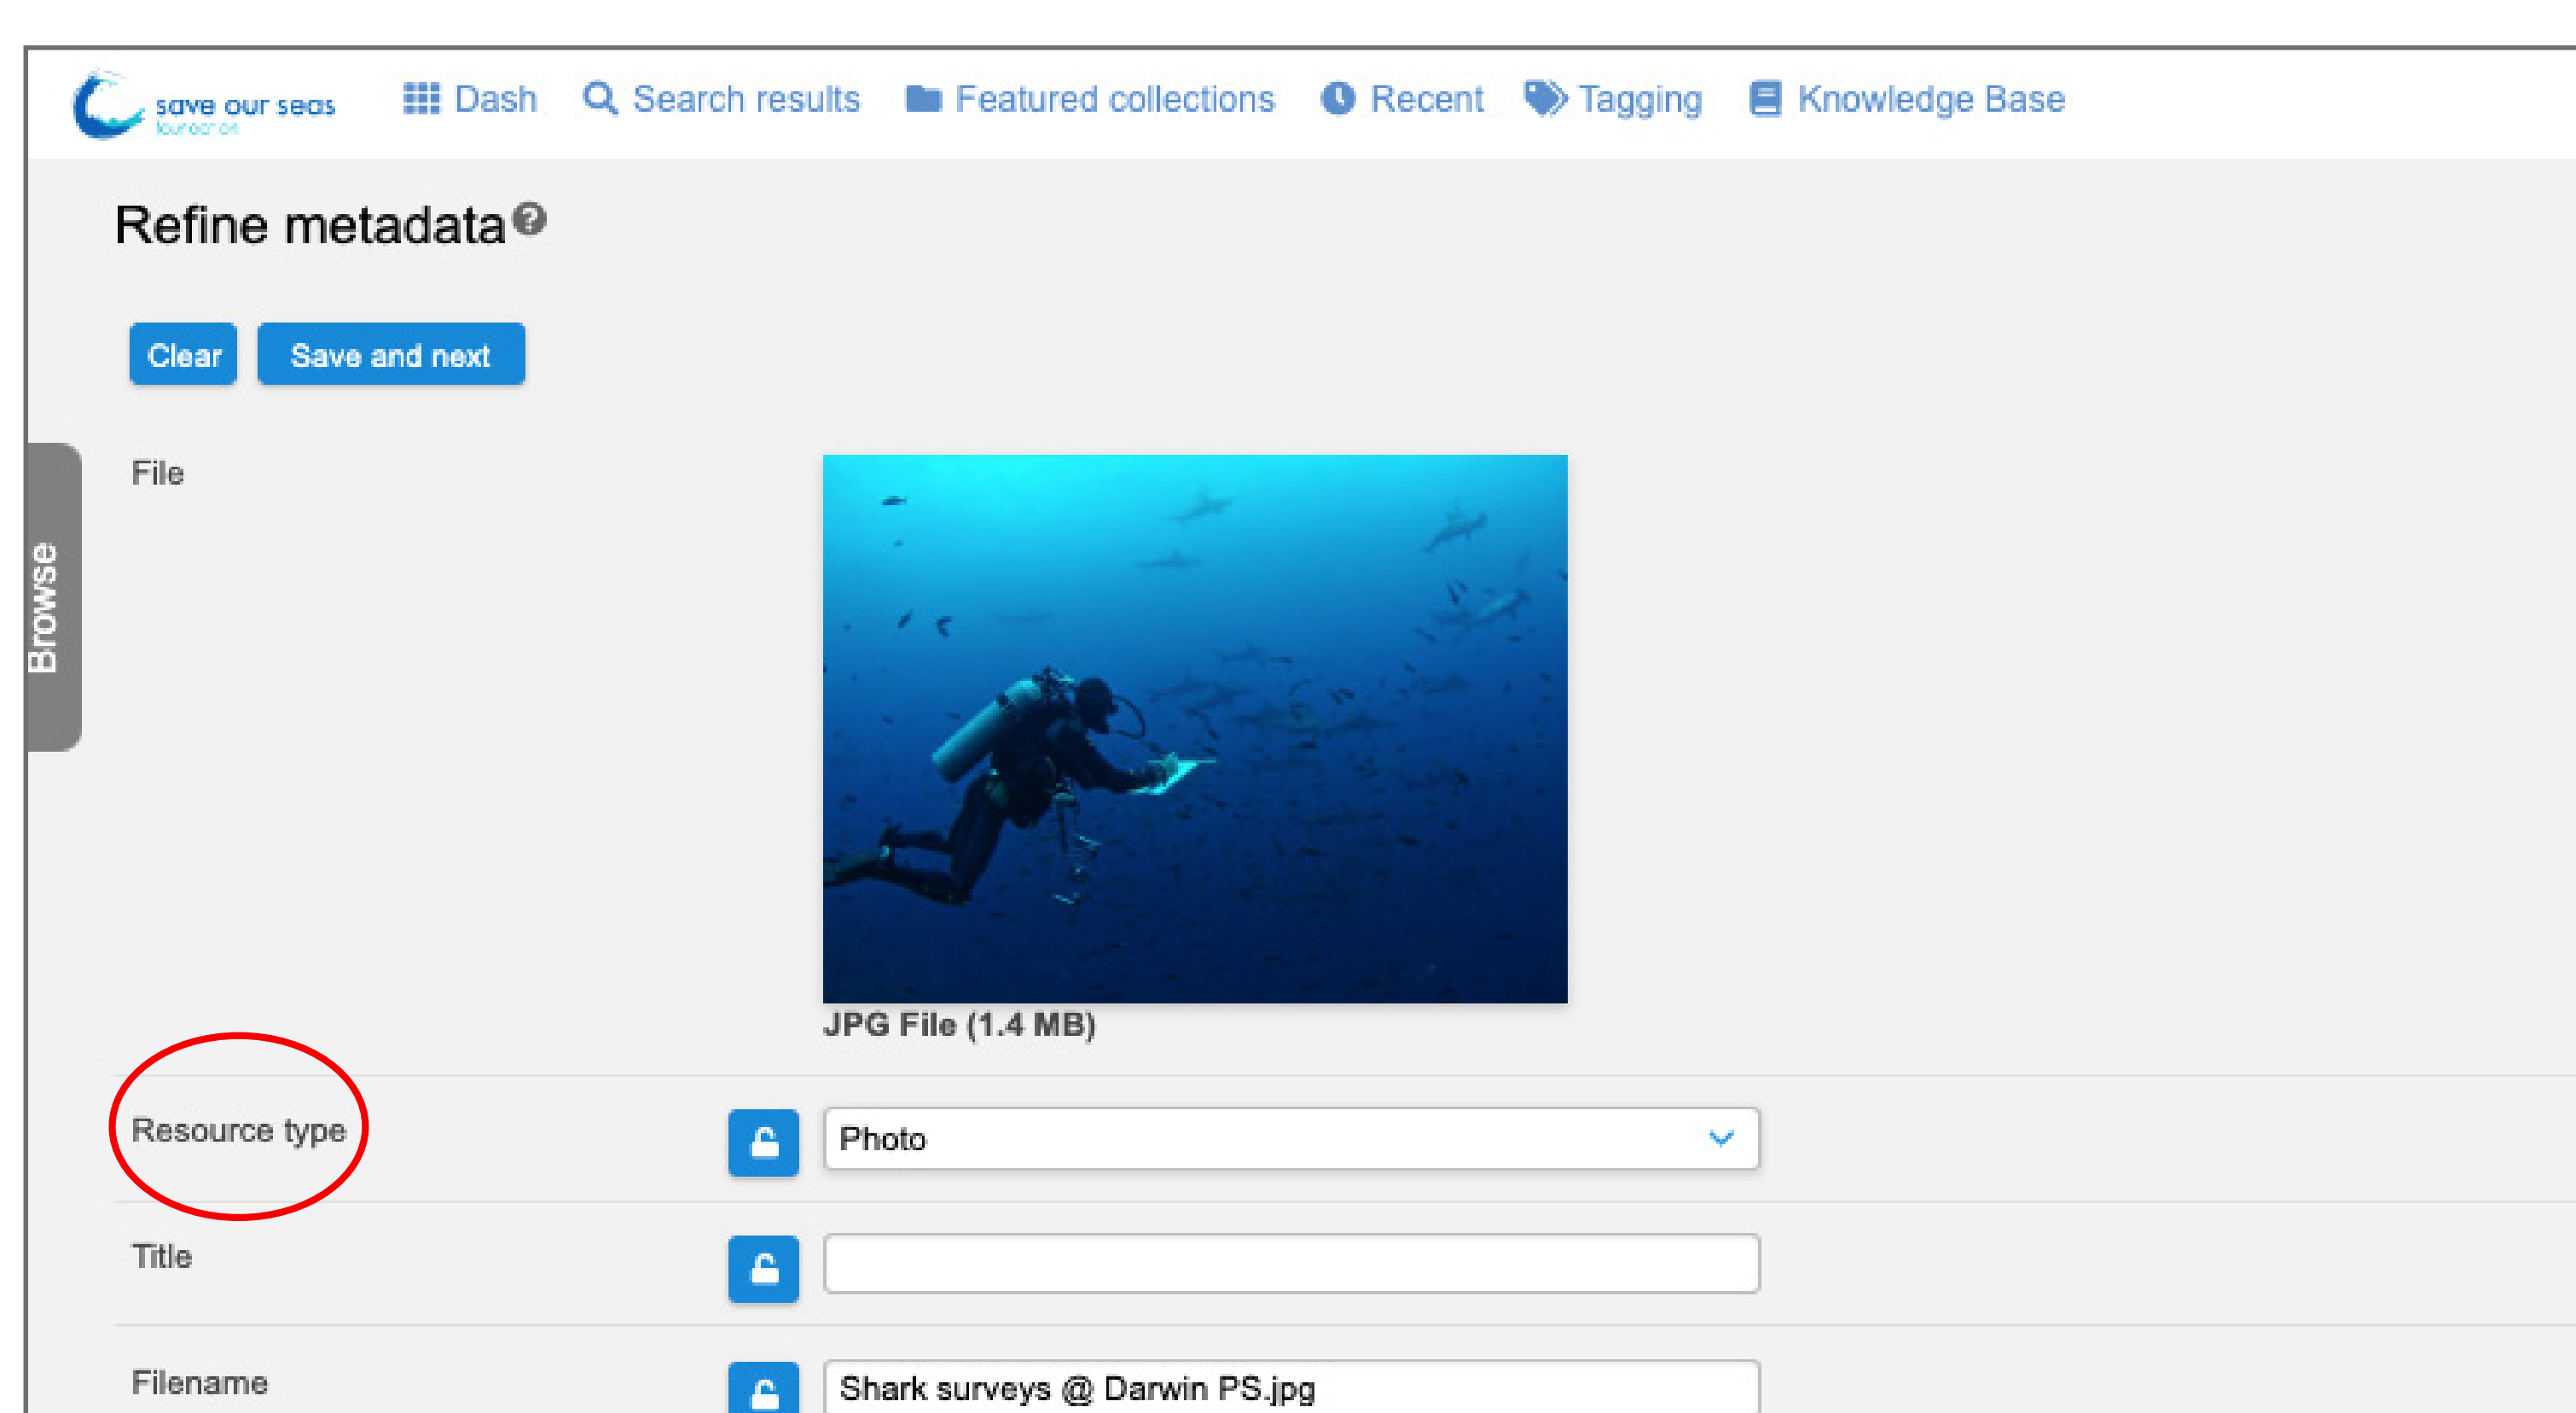 save our seas
foundation
Dash
Search results
Featured collections
Recent
Tagging
Knowledge Base
Refine metadata
Clear
Save and next
Browse
File
JPG File (1.4 MB)
Resource type
Photo
Title
Filename
Shark surveys @ Darwin PS.jpg